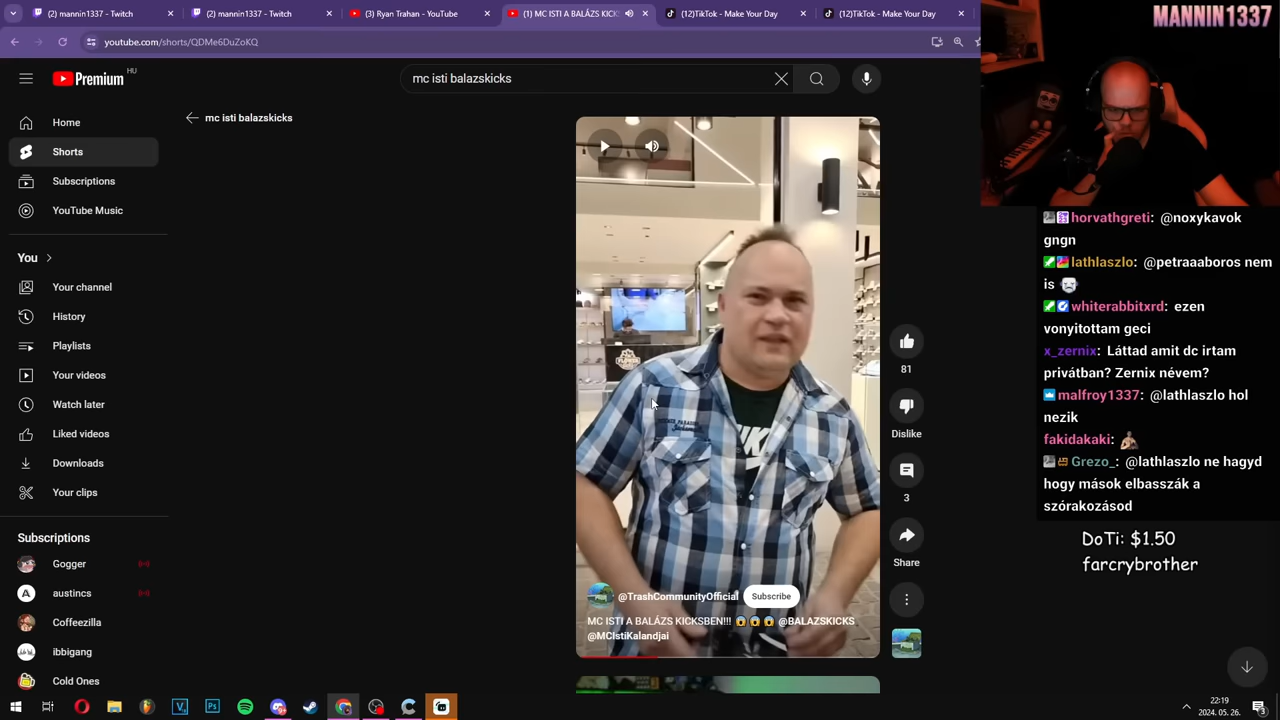 mannin1337 - Twitch
mannin1337 - Twitch
(3) Ryan Trahan - YouTube
(1) MC ISTI A BALÁZS KICKS
(12)TikTok - Make Your Day
(12)TikTok - Make Your Day
MANNIN1337
youtube.com/shorts/QDMe6DuZoKQ
Premium HU
mc isti balazskicks
mc isti balazskicks
Home
Shorts
Subscriptions
YouTube Music
You
Your channel
History
Playlists
Your videos
Watch later
Liked videos
Downloads
Your clips
Subscriptions
Gogger
austincs
Coffeezilla
ibbigang
Cold Ones
81
Dislike
3
Share
@TrashCommunityOfficial
Subscribe
MC ISTI A BALÁZS KICKSBEN!!! 😱😱😱 @BALAZSKICKS
@MCIstiKalandjai
horvathgreti: @noxykavok
gngn
lathlaszlo: @petraaaboros nem
is
whiterabbitxrd: ezen
vonyitottam geci
x_zernix: Láttad amit dc irtam
privátban? Zernix névem?
malfroy1337: @lathlaszlo hol
nezik
fakidakaki:
Grezo_: @lathlaszlo ne hagyd
hogy mások elbasszák a
szórakozásod
DoTi: $1.50
farcrybrother
22:19
2024. 05. 26.